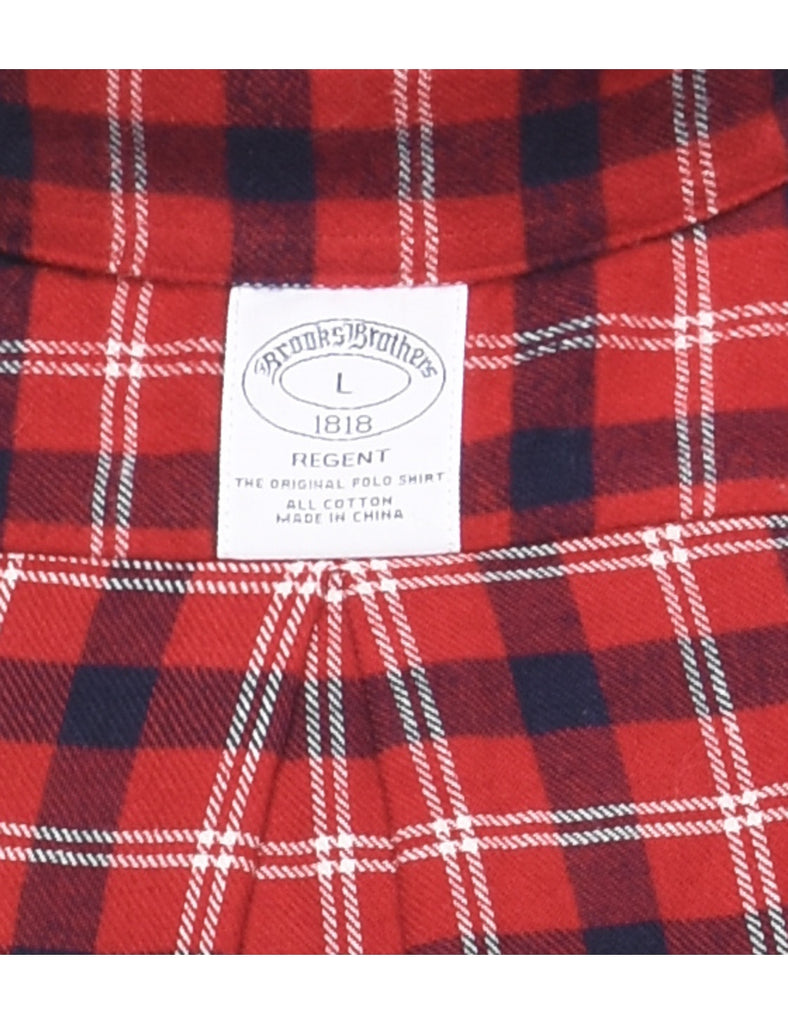 Brooks Brothers
L
1818
REGENT
THE ORIGINAL POLO SHIRT
ALL COTTON
MADE IN CHINA